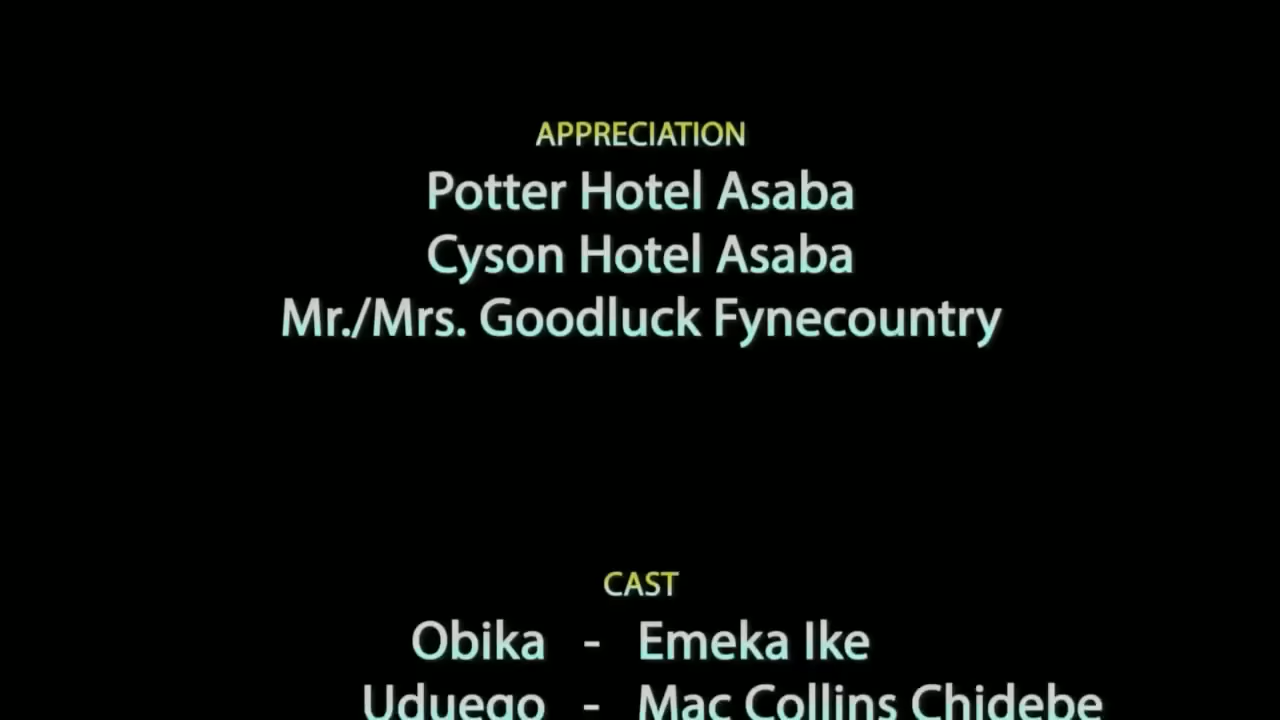 APPRECIATION
Potter Hotel Asaba
Cyson Hotel Asaba
Mr./Mrs. Goodluck Fynecountry
CAST
Obika - Emeka Ike
Uduego - Mac Collins Chidebe